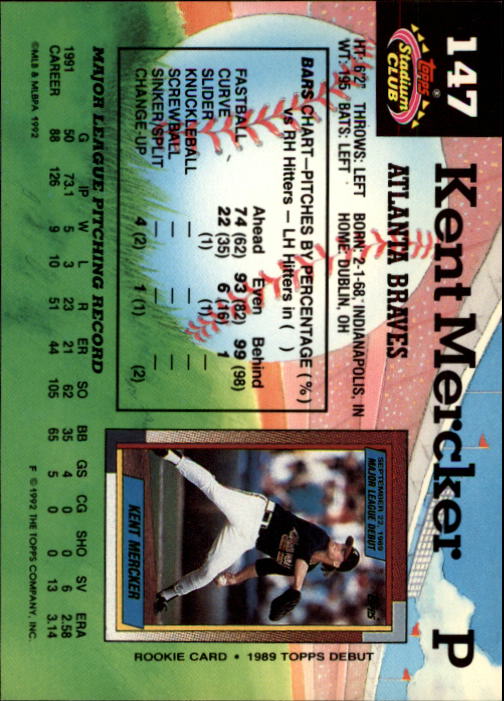 147
TOPPS®
Stadium
CLUB
Kent Mercker P
ATLANTA BRAVES
HT: 6'2" THROWS: LEFT BORN: 2-1-68, INDIANAPOLIS, IN
WT: 195 BATS: LEFT HOME: DUBLIN, OH
BARS CHART—PITCHES BY PERCENTAGE (%)
vs RH Hitters — LH Hitters in ( )
Ahead Even Behind
FASTBALL 74 (62) 93 (82) 99 (98)
CURVE 22 (35) 6 (16) 1
SLIDER (1) (1)
KNUCKLEBALL — — —
SCREWBALL — — —
SINKER/SPLIT — — —
CHANGE-UP 4 (2) 1 (1) (2)
SEPTEMBER 22, 1989
MAJOR LEAGUE DEBUT
TOPPS
KENT MERCKER
ROOKIE CARD • 1989 TOPPS DEBUT
MAJOR LEAGUE PITCHING RECORD
G IP W L R ER SO BB GS CG SHO SV ERA
1991 50 73.1 5 3 23 21 62 35 4 0 0 6 2.58
CAREER 88 126 9 10 51 44 105 65 5 0 0 13 3.14
©MLB & MLBPA 1992
F ©1992 THE TOPPS COMPANY, INC.